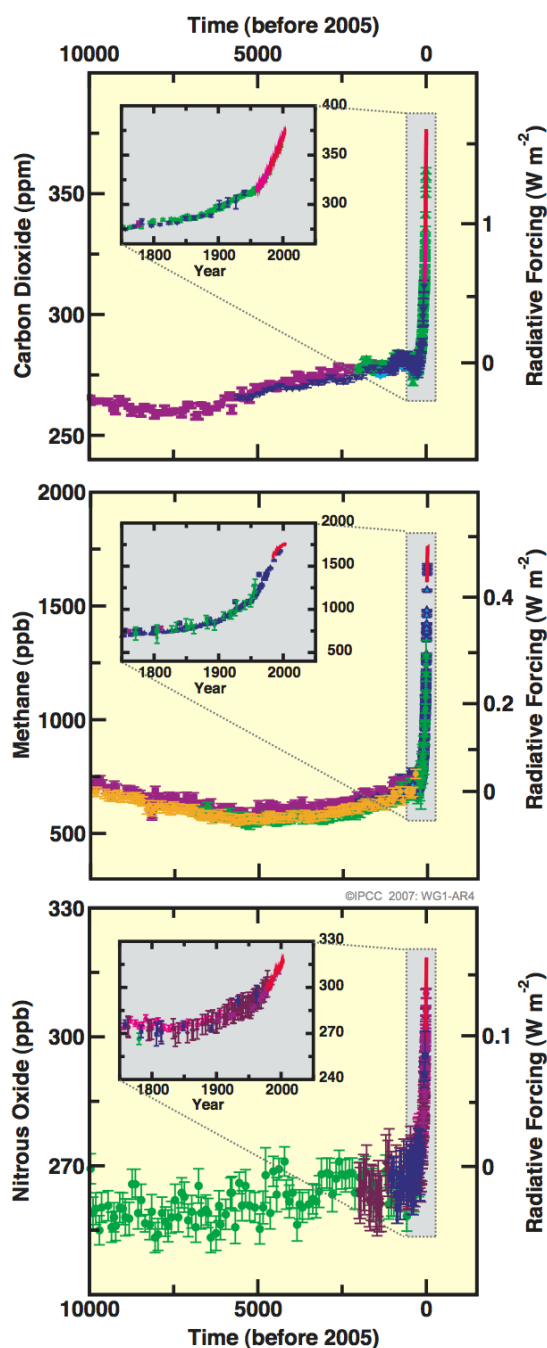 Time (before 2005)
10000 5000 0
Carbon Dioxide (ppm)
350
300
250
400
300
1800 1900 2000
Year
1
0
Radiative Forcing (W m-2)
Methane (ppb)
2000
1500
1000
500
2000
1500
1000
500
1800 1900 2000
Year
0.4
0.2
0
Radiative Forcing (W m-2)
©IPCC 2007: WG1-AR4
Nitrous Oxide (ppb)
330
300
270
330
300
270
240
1800 1900 2000
Year
0.1
0
Radiative Forcing (W m-2)
10000 5000 0
Time (before 2005)